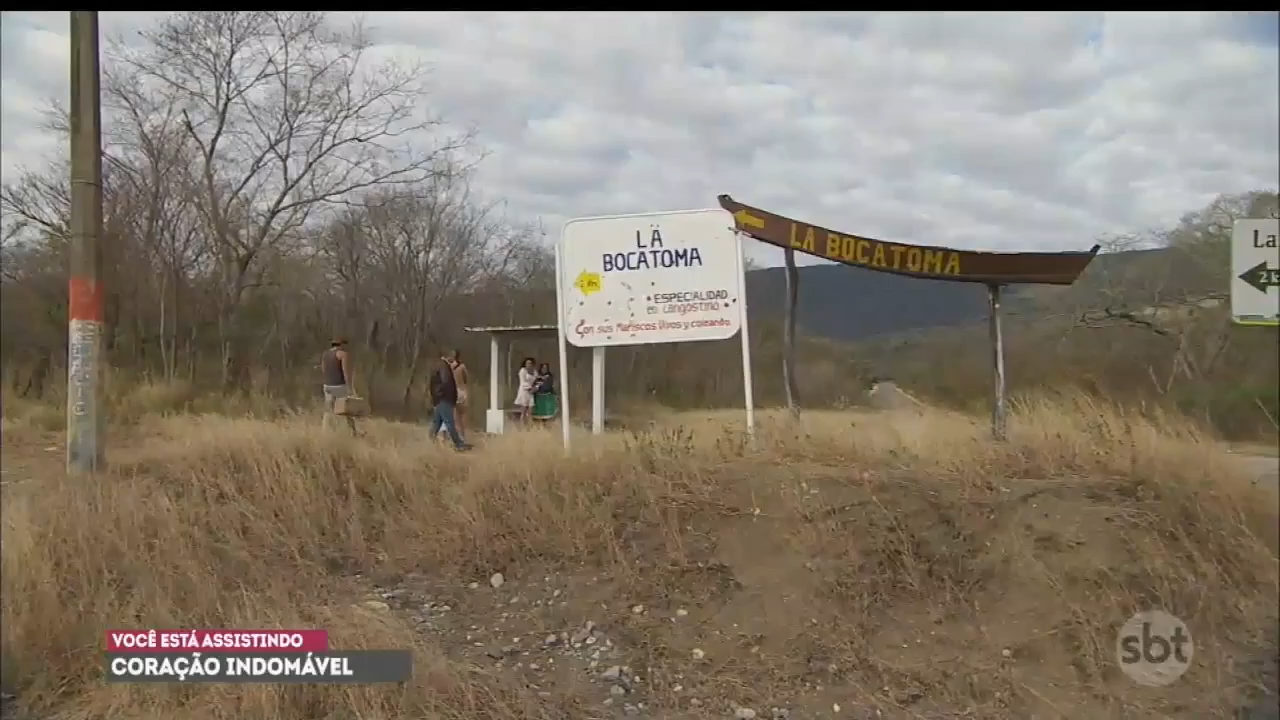 LA
BOCATOMA
ESPECIALIDAD
en Langostino
Con sus Mariscos Vivos y coleando
LA BOCATOMA
La
VOCÊ ESTÁ ASSISTINDO
CORAÇÃO INDOMÁVEL
sbt